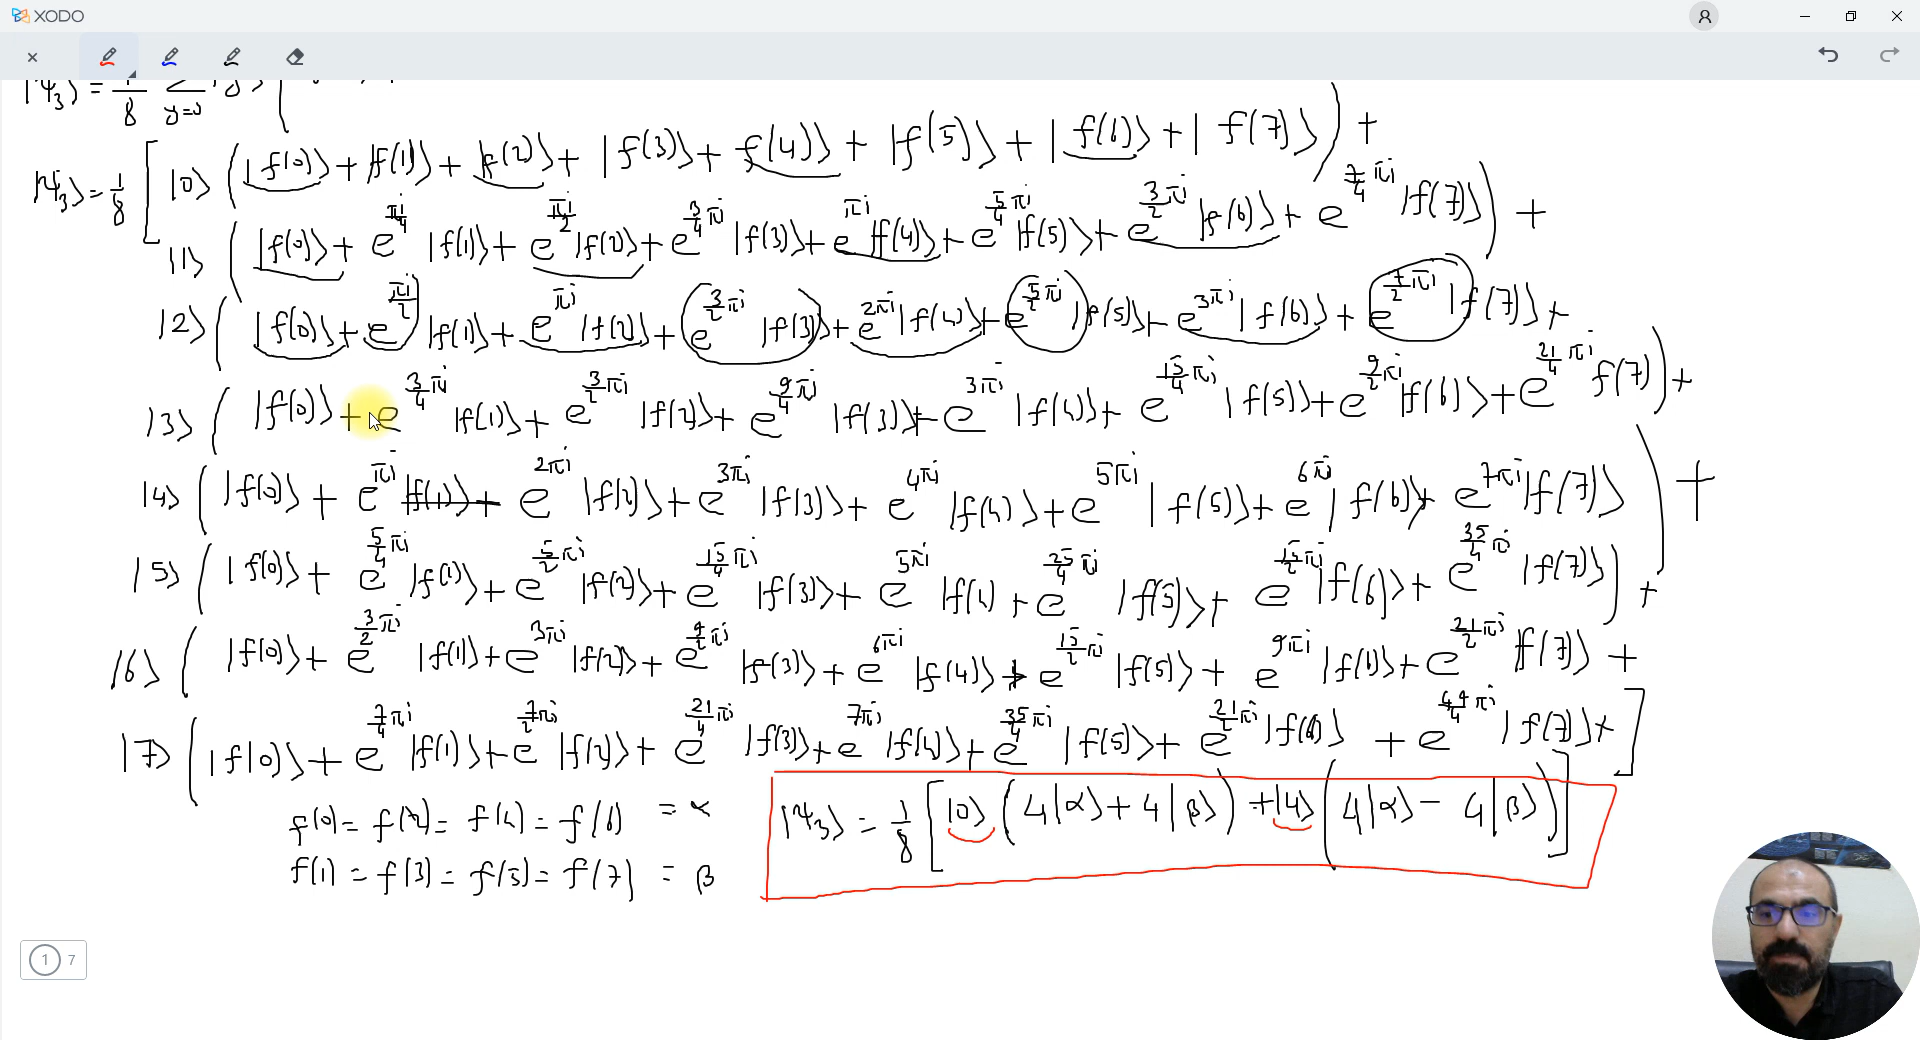 XODO
|ψ₃⟩ = 1/8 Σ y=0 |y⟩ (
|ψ₃⟩ = 1/8 [ |0⟩ ( |f(0)⟩ + |f(1)⟩ + |f(2)⟩ + |f(3)⟩ + f(4)⟩ + |f(5)⟩ + |f(6)⟩ + |f(7)⟩ ) +
|1⟩ ( |f(0)⟩ + e^{π/4 i} |f(1)⟩ + e^{πi/2} |f(2)⟩ + e^{3/4 πi} |f(3)⟩ + e^{πi} |f(4)⟩ + e^{5/4 πi} |f(5)⟩ + e^{3/2 πi} |f(6)⟩ + e^{7/4 πi} |f(7)⟩ ) +
|2⟩ ( |f(0)⟩ + e^{πi/2} |f(1)⟩ + e^{πi} |f(2)⟩ + e^{3/2 πi} |f(3)⟩ + e^{2πi} |f(4)⟩ + e^{5/2 πi} |f(5)⟩ + e^{3πi} |f(6)⟩ + e^{7/2 πi} |f(7)⟩ +
|3⟩ ( |f(0)⟩ + e^{3/4 πi} |f(1)⟩ + e^{3/2 πi} |f(2)⟩ + e^{9/4 πi} |f(3)⟩ + e^{3πi} |f(4)⟩ + e^{15/4 πi} |f(5)⟩ + e^{9/2 πi} |f(6)⟩ + e^{21/4 πi} f(7)⟩ ) +
|4⟩ ( |f(0)⟩ + e^{πi} |f(1)⟩ + e^{2πi} |f(2)⟩ + e^{3πi} |f(3)⟩ + e^{4πi} |f(4)⟩ + e^{5πi} |f(5)⟩ + e^{6πi} |f(6)⟩ + e^{7πi} |f(7)⟩ ) +
|5⟩ ( |f(0)⟩ + e^{5/4 πi} |f(1)⟩ + e^{5/2 πi} |f(2)⟩ + e^{15/4 πi} |f(3)⟩ + e^{5πi} |f(4) + e^{25/4 πi} |f(5)⟩ + e^{15/2 πi} |f(6)⟩ + e^{35/4 πi} |f(7)⟩ ) +
|6⟩ ( |f(0)⟩ + e^{3/2 πi} |f(1)⟩ + e^{3πi} |f(2)⟩ + e^{9/2 πi} |f(3)⟩ + e^{6πi} |f(4)⟩ + e^{15/2 πi} |f(5)⟩ + e^{9πi} |f(6)⟩ + e^{21/2 πi} |f(7)⟩ +
|7⟩ ( |f(0)⟩ + e^{7/4 πi} |f(1)⟩ + e^{7/2 πi} |f(2)⟩ + e^{21/4 πi} |f(3)⟩ + e^{7πi} |f(4)⟩ + e^{35/4 πi} |f(5)⟩ + e^{21/2 πi} |f(6)⟩ + e^{49/4 πi} |f(7)⟩ ]
f(0) = f(2) = f(4) = f(6) = α
f(1) = f(3) = f(5) = f(7) = β
|ψ₃⟩ = 1/8 [ |0⟩ ( 4|α⟩ + 4|β⟩ ) + |4⟩ ( 4|α⟩ - 4|β⟩ ) ]
1 7